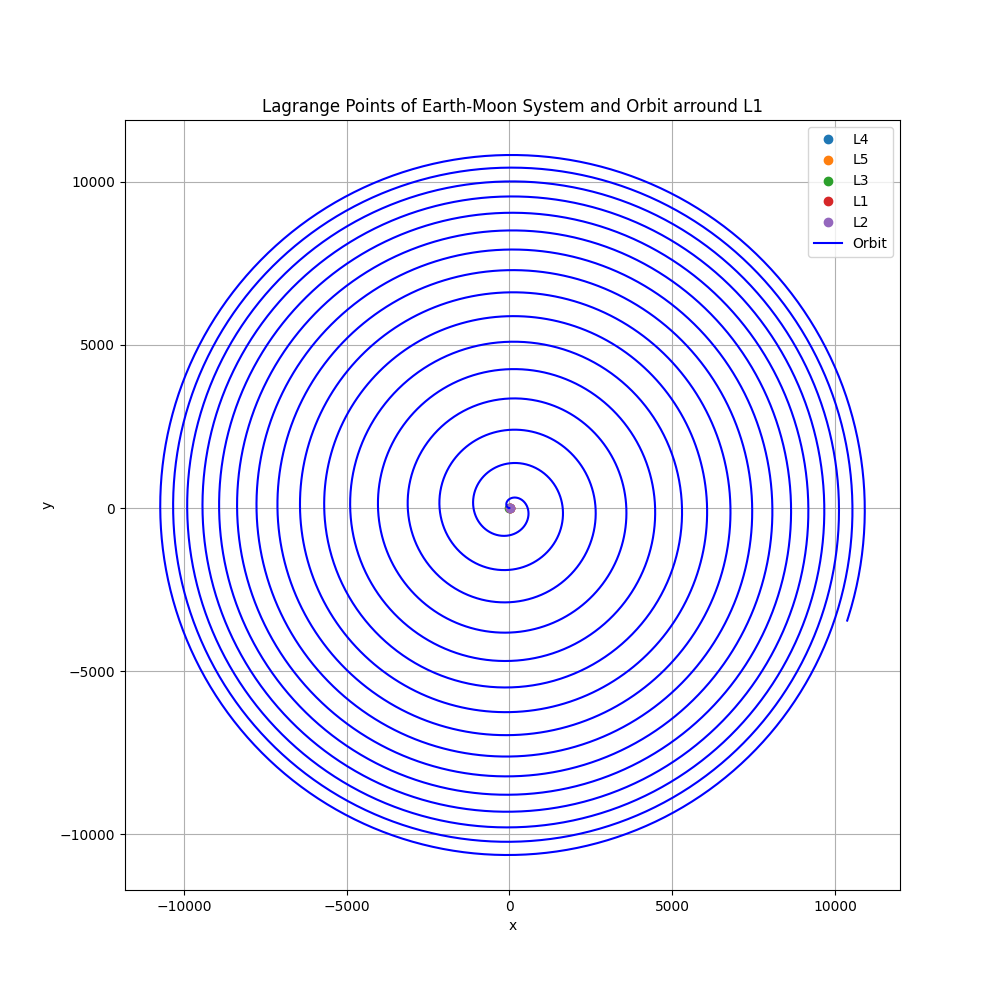 Lagrange Points of Earth-Moon System and Orbit arround L1
L4
L5
L3
L1
L2
Orbit
10000
5000
0
−5000
−10000
y
−10000
−5000
0
5000
10000
x